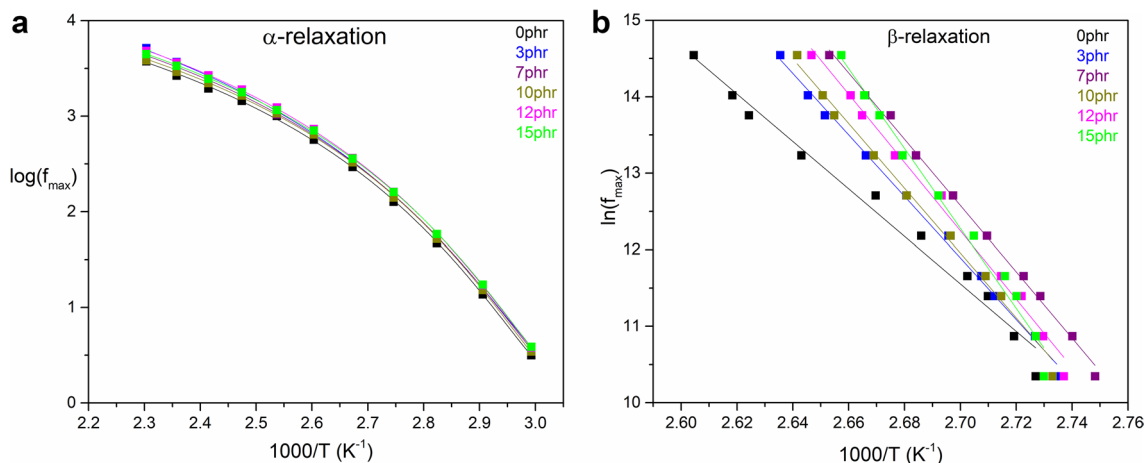 a
α-relaxation
0phr
3phr
7phr
10phr
12phr
15phr
log(fmax)
4
3
2
1
0
2.2 2.3 2.4 2.5 2.6 2.7 2.8 2.9 3.0
1000/T (K-1)
b
β-relaxation
0phr
3phr
7phr
10phr
12phr
15phr
ln(fmax)
15
14
13
12
11
10
2.60 2.62 2.64 2.66 2.68 2.70 2.72 2.74 2.76
1000/T (K-1)